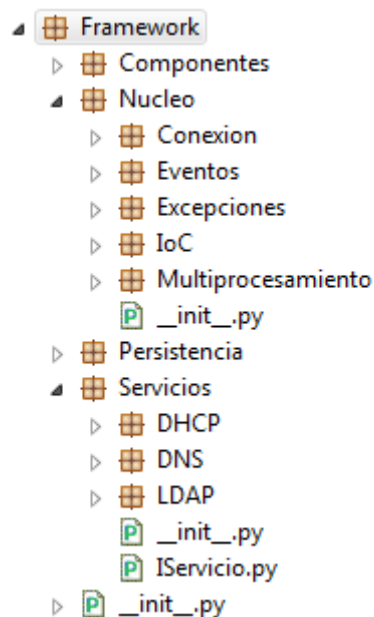 Framework
Componentes
Nucleo
Conexion
Eventos
Excepciones
IoC
Multiprocesamiento
__init__.py
Persistencia
Servicios
DHCP
DNS
LDAP
__init__.py
IServicio.py
__init__.py